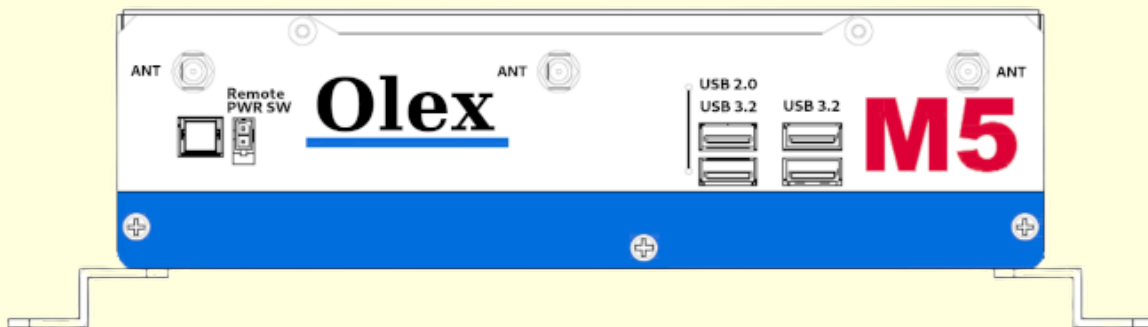 ANT
Remote
PWR SW
Olex
ANT
USB 2.0
USB 3.2
USB 3.2
ANT
M5